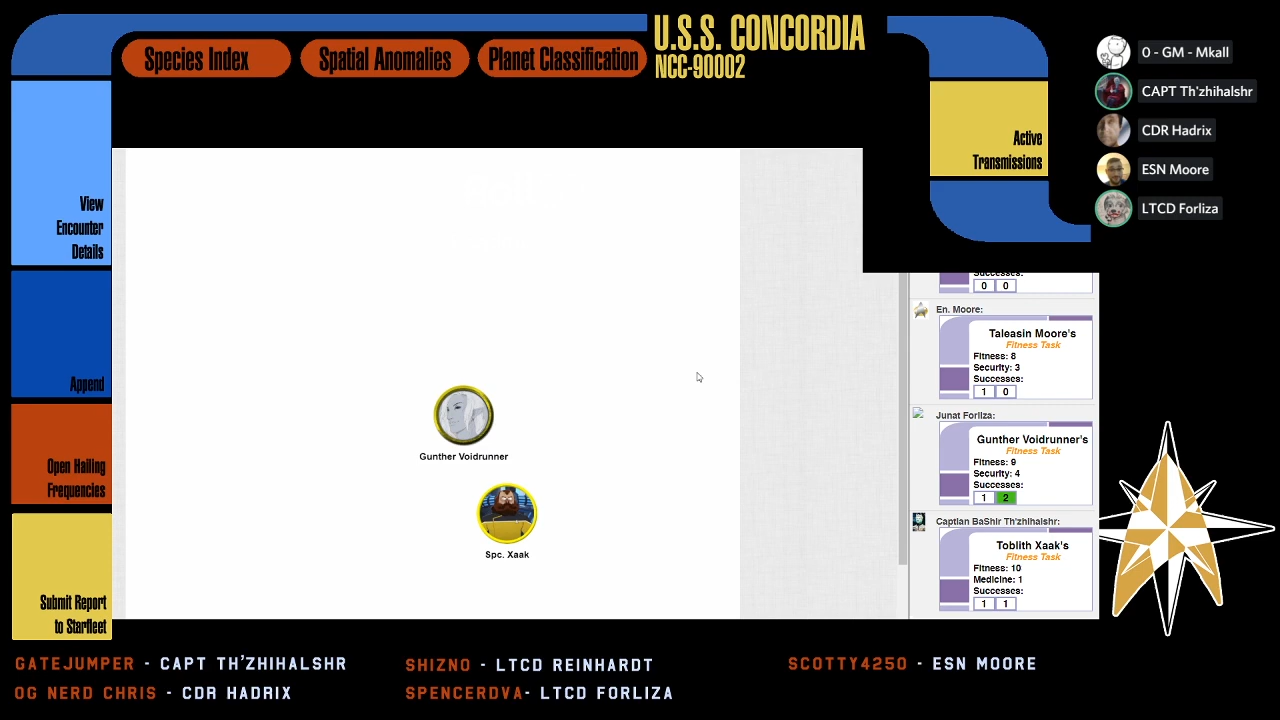 Species Index
Spatial Anomalies
Planet Classification
U.S.S. CONCORDIA
NCC-90002
0 - GM - Mkall
CAPT Th'zhihalshr
CDR Hadrix
ESN Moore
LTCD Forliza
Active
Transmissions
View
Encounter
Details
Append
Open Hailing
Frequencies
Submit Report
to Starfleet
Gunther Voidrunner
Spc. Xaak
Successes:
0 0
En. Moore:
Taleasin Moore's
Fitness Task
Fitness: 8
Security: 3
Successes:
1 0
Junat Forliza:
Gunther Voidrunner's
Fitness Task
Fitness: 9
Security: 4
Successes:
1 2
Captian BaShir Th'zhihalshr:
Toblith Xaak's
Fitness Task
Fitness: 10
Medicine: 1
Successes:
1 1
GATEJUMPER - CAPT TH'ZHIHALSHR
SHIZNO - LTCD REINHARDT
SCOTTY4250 - ESN MOORE
OG NERD CHRIS - CDR HADRIX
SPENCERDVA- LTCD FORLIZA